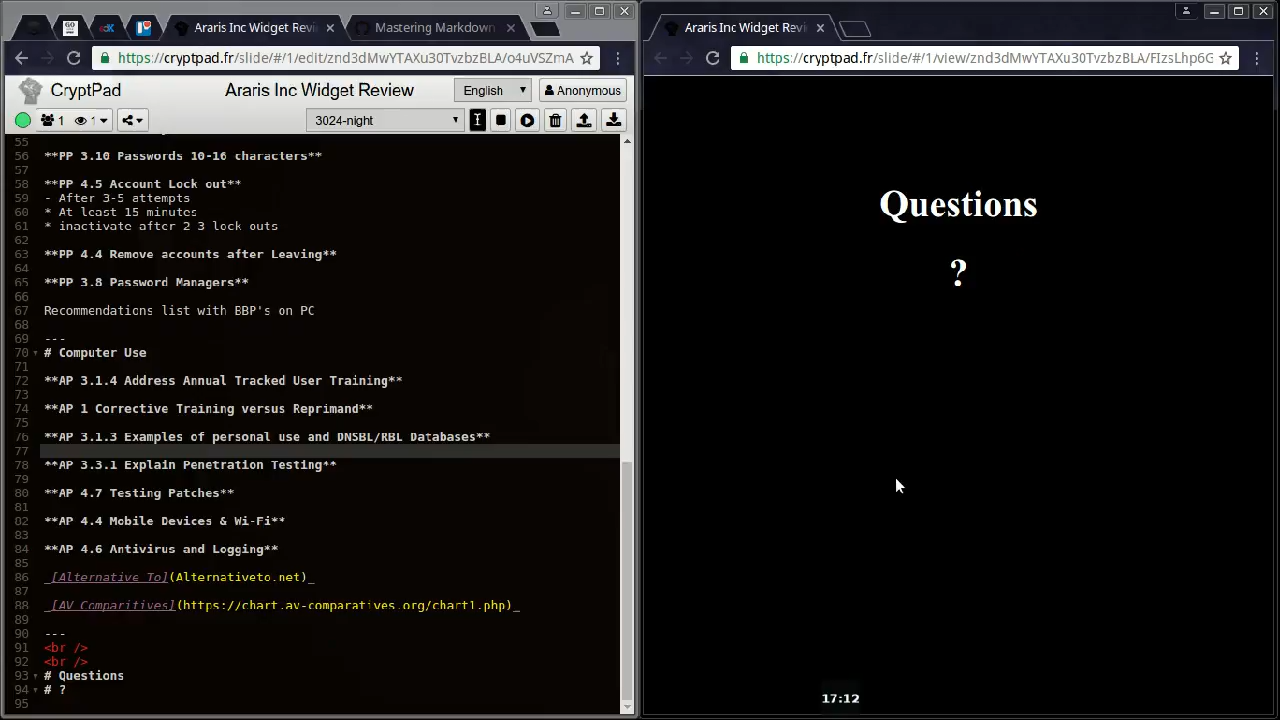 Araris Inc Widget Revi
Mastering Markdown
https://cryptpad.fr/slide/#/1/edit/znd3dMwYTAXu30TvzbzBLA/o4uVSZmA
CryptPad
Araris Inc Widget Review
English
Anonymous
1
1
3024-night
55
56 **PP 3.10 Passwords 10-16 characters**
57
58 **PP 4.5 Account Lock out**
59 - After 3-5 attempts
60 * At least 15 minutes
61 * inactivate after 2-3 lock outs
62
63 **PP 4.4 Remove accounts after Leaving**
64
65 **PP 3.8 Password Managers**
66
67 Recommendations list with BBP's on PC
68
69 ---
70 # Computer Use
71
72 **AP 3.1.4 Address Annual Tracked User Training**
73
74 **AP 1 Corrective Training versus Reprimand**
75
76 **AP 3.1.3 Examples of personal use and DNSBL/RBL Databases**
77
78 **AP 3.3.1 Explain Penetration Testing**
79
80 **AP 4.7 Testing Patches**
81
82 **AP 4.4 Mobile Devices & Wi-Fi**
83
84 **AP 4.6 Antivirus and Logging**
85
86 _[Alternative To](Alternativeto.net)_
87
88 _[AV Comparitives](https://chart.av-comparatives.org/chart1.php)_
89
90 ---
91 <br />
92 <br />
93 # Questions
94 # ?
95
Araris Inc Widget Revi
https://cryptpad.fr/slide/#/1/view/znd3dMwYTAXu30TvzbzBLA/FIzsLhp6G
Questions
?
17:12